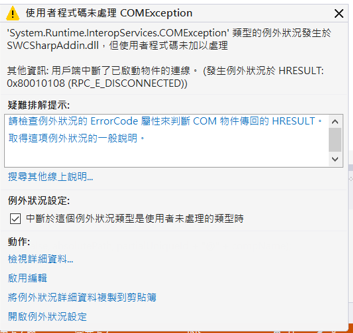 使用者程式碼未處理 COMException
'System.Runtime.InteropServices.COMException' 類型的例外狀況發生於
SWCSharpAddin.dll，但使用者程式碼未加以處理
其他資訊: 用戶端中斷了已啟動物件的連線。 (發生例外狀況於 HRESULT:
0x80010108 (RPC_E_DISCONNECTED))
疑難排解提示:
請檢查例外狀況的 ErrorCode 屬性來判斷 COM 物件傳回的 HRESULT。
取得這項例外狀況的一般說明。
搜尋其他線上說明...
例外狀況設定:
中斷於這個例外狀況類型是使用者未處理的類型時
動作:
檢視詳細資料...
啟用編輯
將例外狀況詳細資料複製到剪貼簿
開啟例外狀況設定